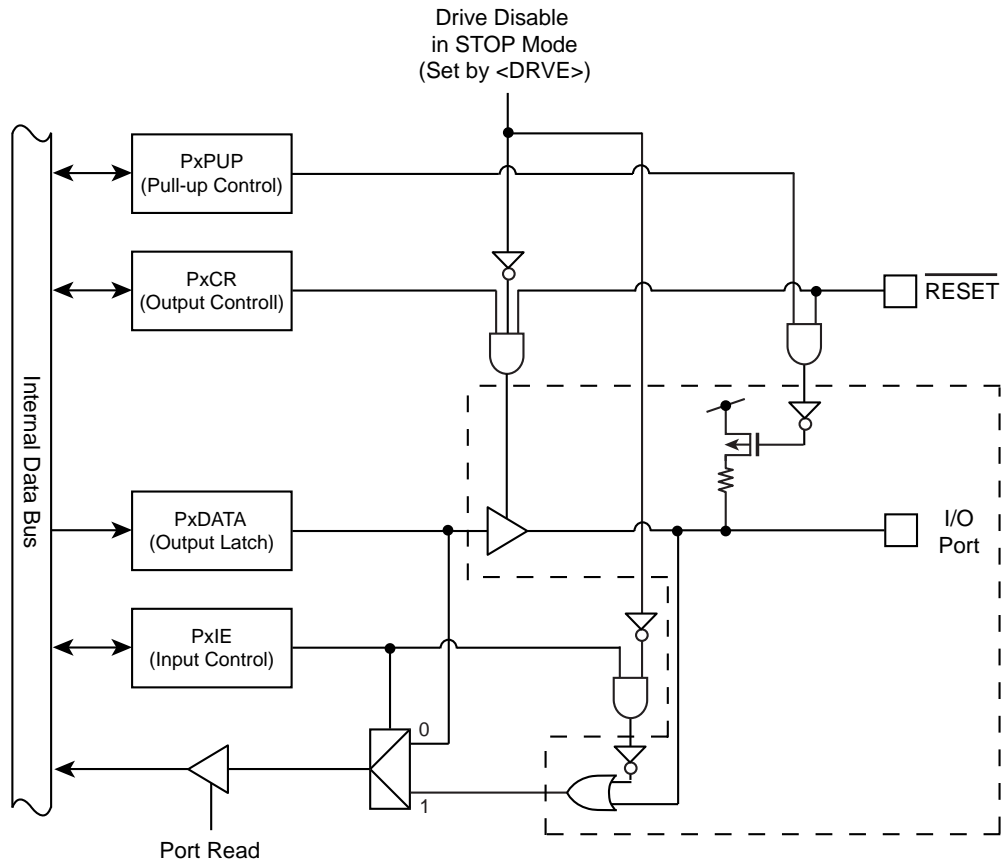 Drive Disable
in STOP Mode
(Set by <DRVE>)
PxPUP
(Pull-up Control)
PxCR
(Output Controll)
RESET
Internal Data Bus
PxDATA
(Output Latch)
I/O
Port
PxIE
(Input Control)
0
1
Port Read